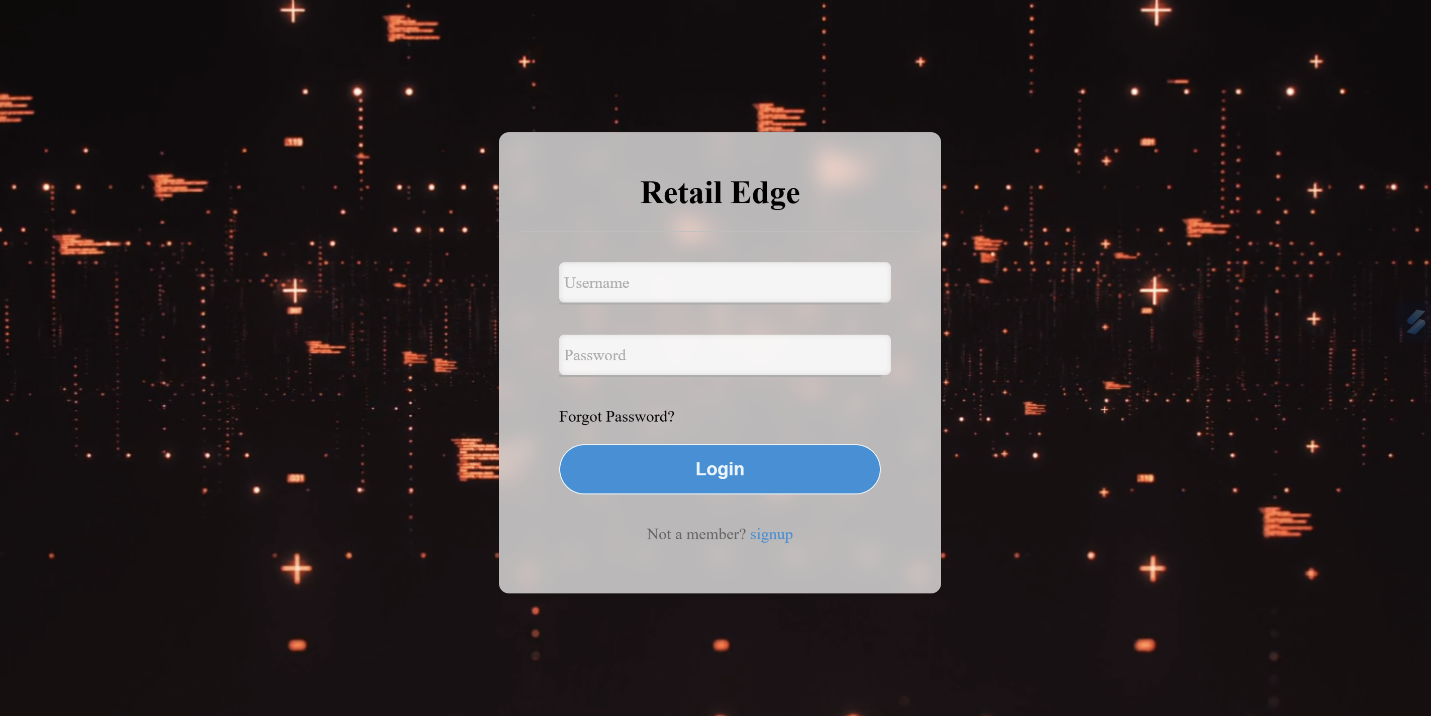 Retail Edge
Username
Password
Forgot Password?
Login
Not a member? signup